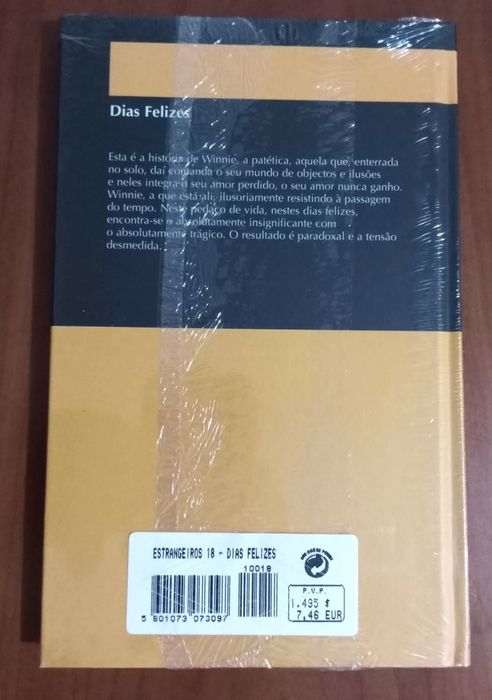 Dias Felizes
Esta é a história de Winnie, a patética, aquela que, enterrada
no solo, daí comanda o seu mundo de objectos e ilusões
e neles integra o seu amor perdido, o seu amor nunca ganho.
Winnie, a que está ali, ilusoriamente resistindo à passagem
do tempo. Neste pedaço de vida, nestes dias felizes,
encontra-se o absolutamente insignificante com
o absolutamente trágico. O resultado é paradoxal e a tensão
desmedida.
ESTRANGEIROS 18 - DIAS FELIZES
10018
5 601073 073097
P.V.P.
1.495 $
7,46 EUR